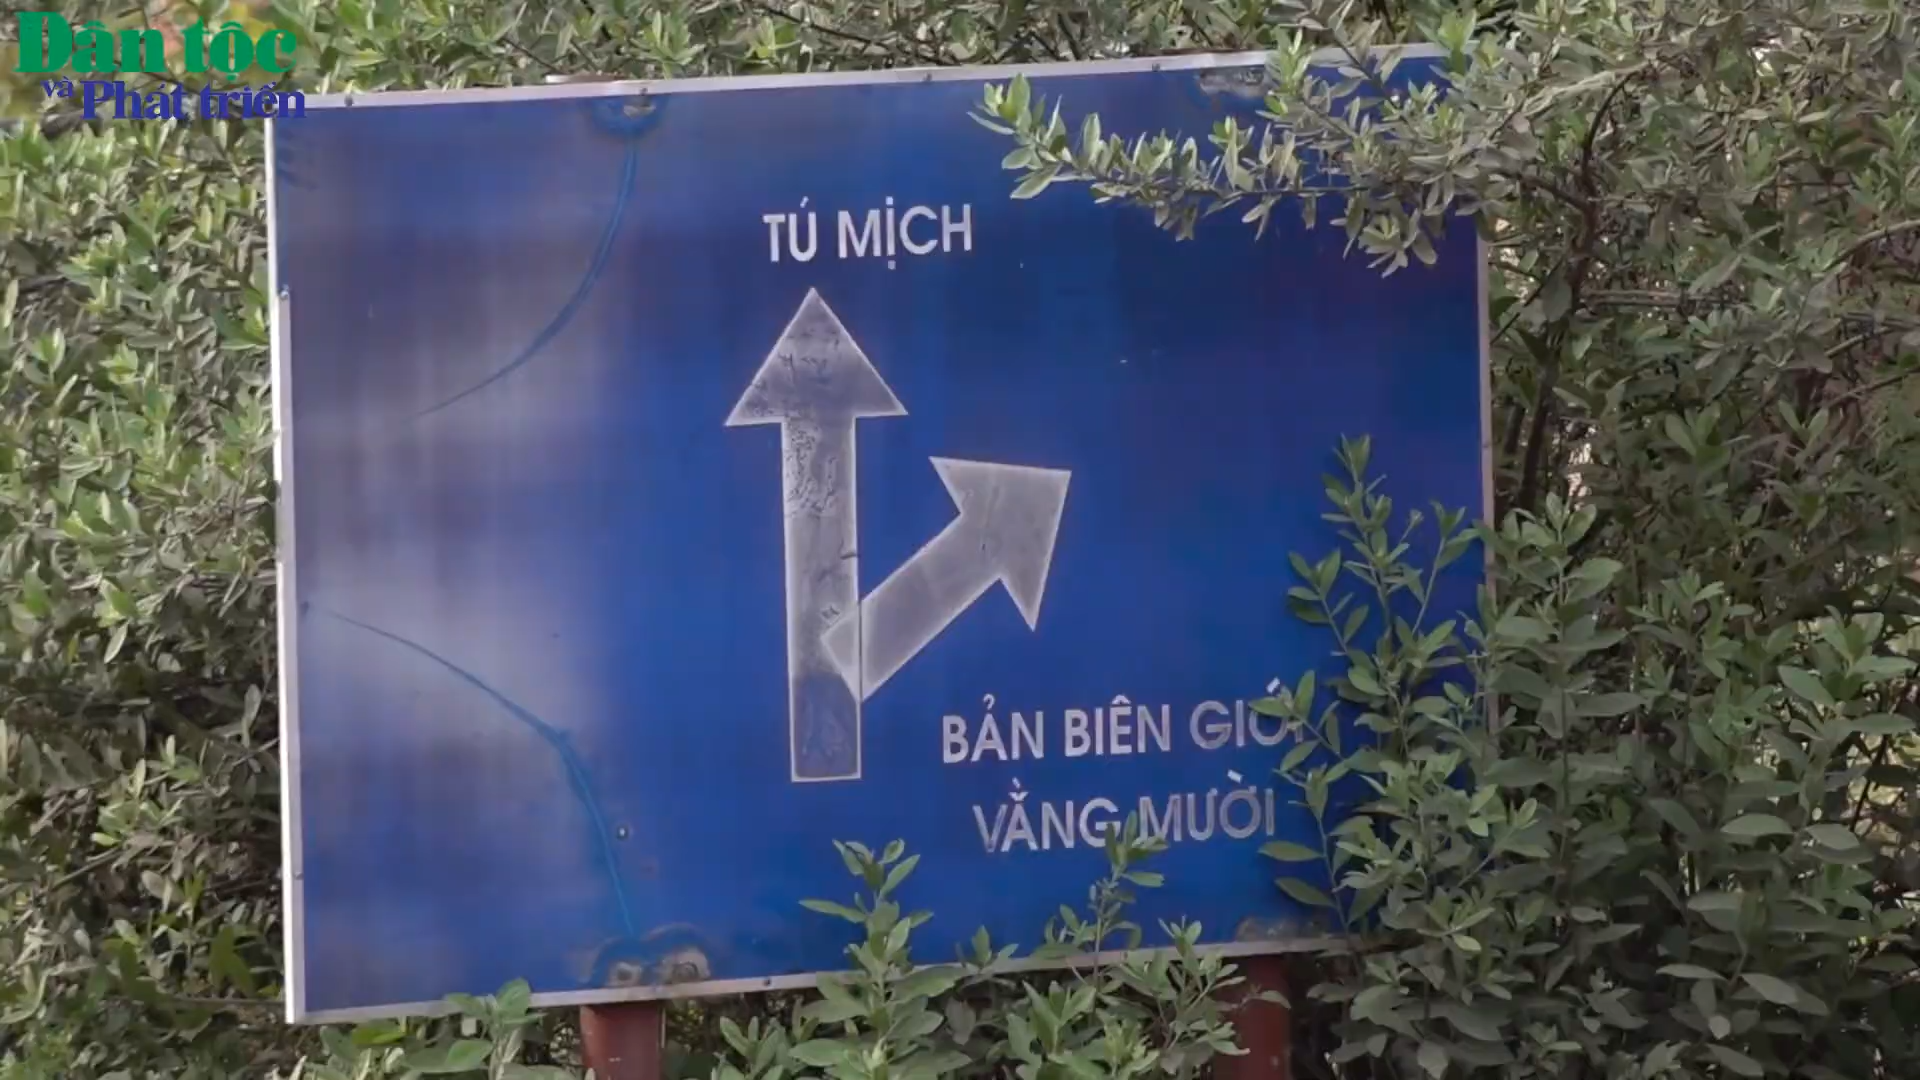 Dân tộc
và Phát triển
TÚ MỊCH
BẢN BIÊN GIỚI
VẰNG MƯỜI